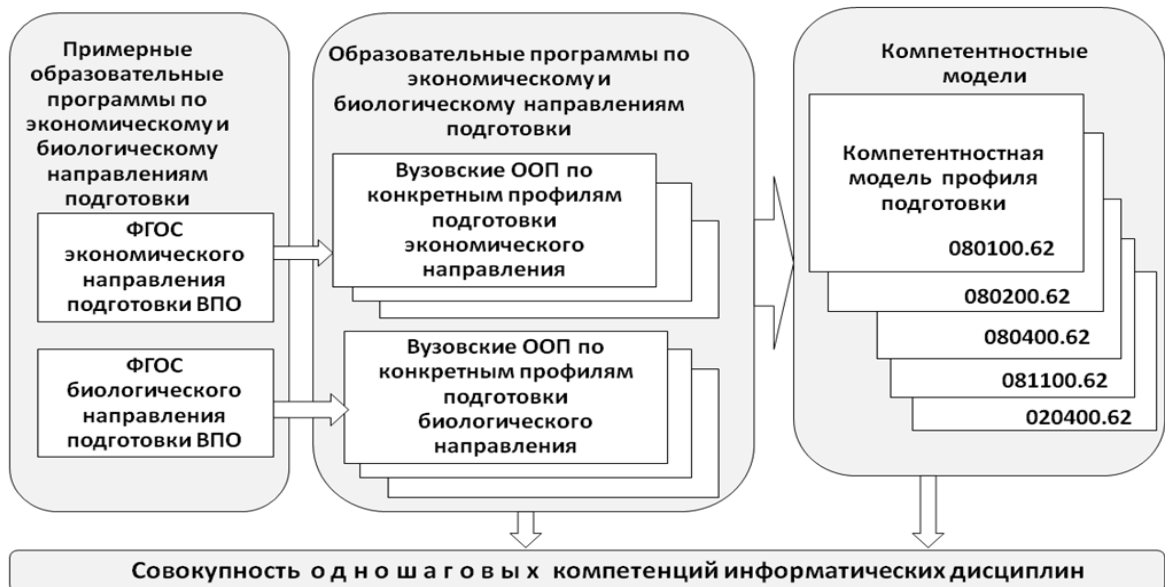 Примерные
образовательные
программы по
экономическому и
биологическому
направлениям
подготовки
ФГОС
экономического
направления
подготовки ВПО
ФГОС
биологического
направления
подготовки ВПО
Образовательные программы по
экономическому и
биологическому направлениям
подготовки
Вузовские ООП по
конкретным профилям
подготовки
экономического
направления
Вузовские ООП по
конкретным профилям
подготовки
биологического
направления
Компетентностные
модели
Компетентностная
модель профиля
подготовки
080100.62
080200.62
080400.62
081100.62
020400.62
Совокупность о д н о ш а г о в ы х компетенций информатических дисциплин